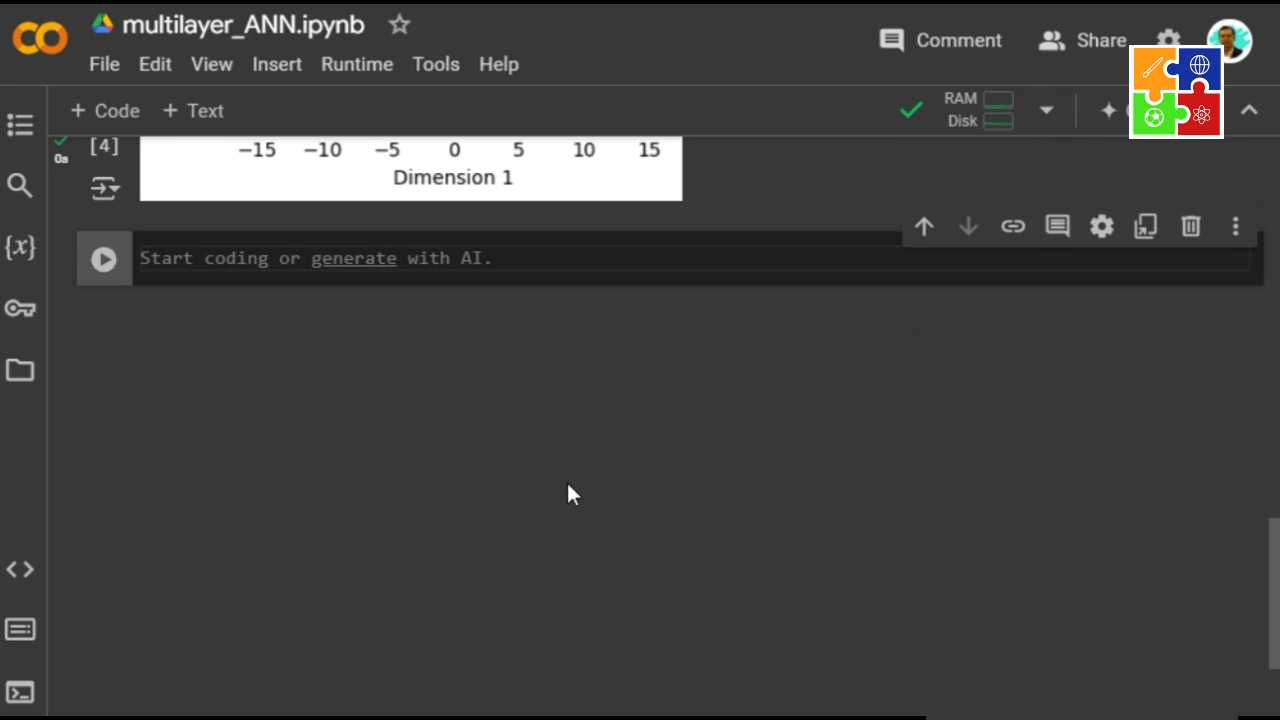 multilayer_ANN.ipynb
File Edit View Insert Runtime Tools Help
Comment Share
+ Code + Text
RAM
Disk
0s
[4]
−15 −10 −5 0 5 10 15
Dimension 1
{x}
Start coding or generate with AI.